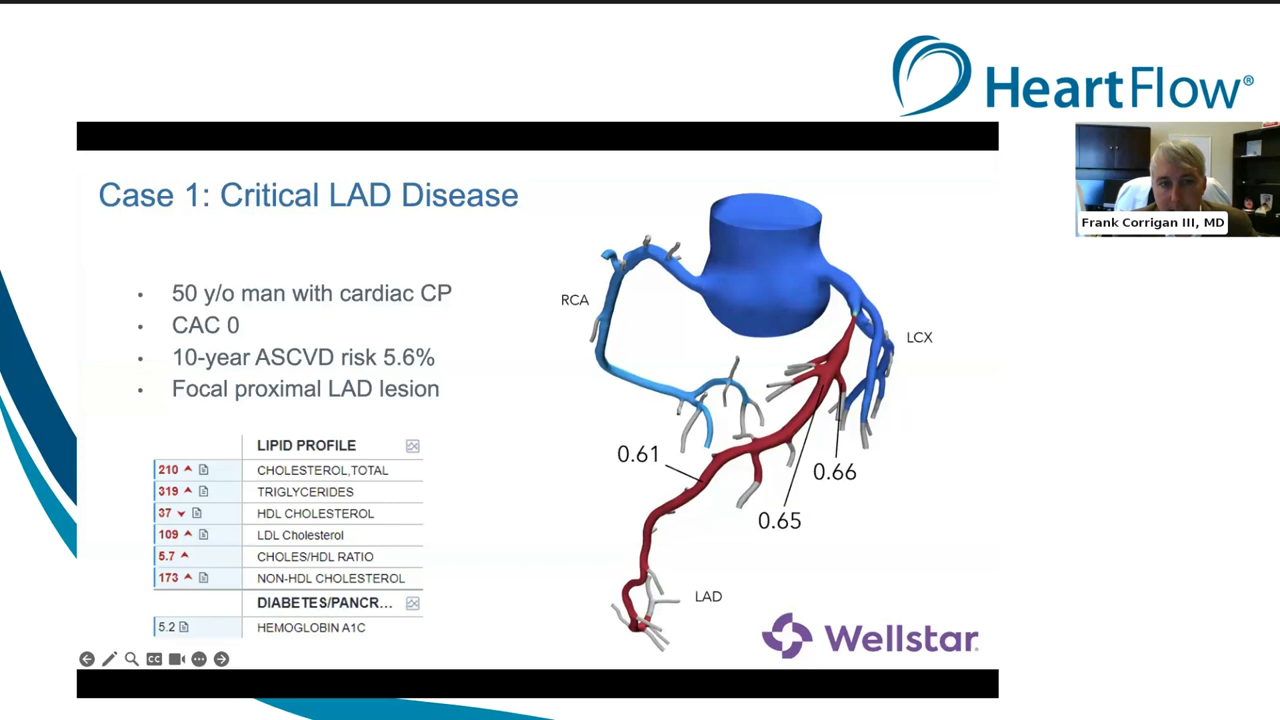 HeartFlow®
Case 1: Critical LAD Disease
• 50 y/o man with cardiac CP
• CAC 0
• 10-year ASCVD risk 5.6%
• Focal proximal LAD lesion
LIPID PROFILE
210 CHOLESTEROL,TOTAL
319 TRIGLYCERIDES
37 HDL CHOLESTEROL
109 LDL Cholesterol
5.7 CHOLES/HDL RATIO
173 NON-HDL CHOLESTEROL
DIABETES/PANCR...
5.2 HEMOGLOBIN A1C
RCA
LCX
0.61
0.66
0.65
LAD
Wellstar
CC
Frank Corrigan III, MD